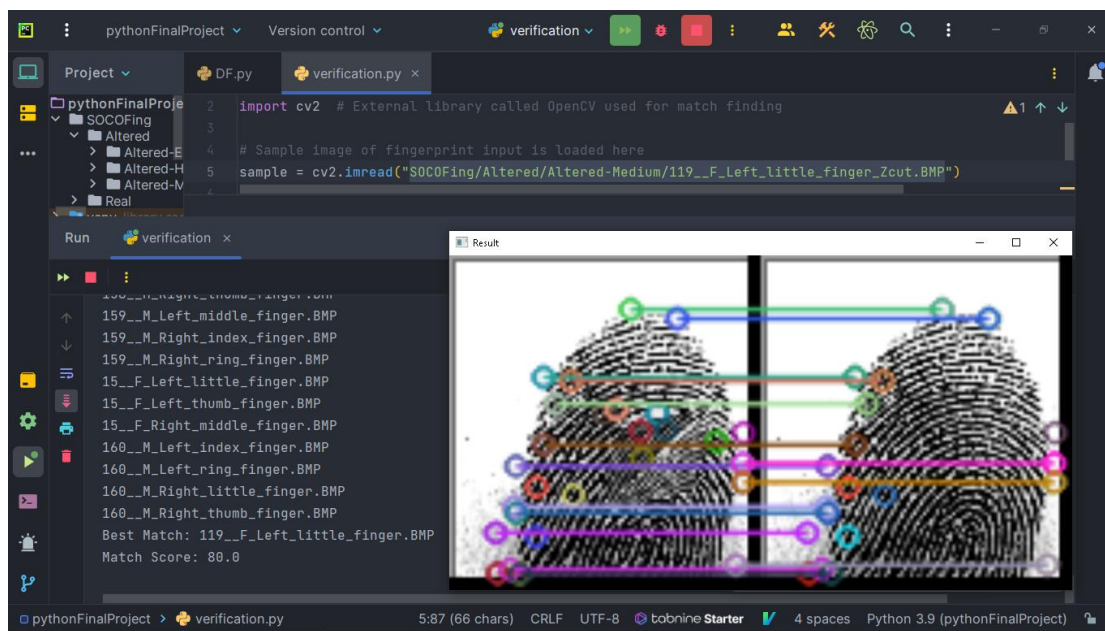 PC pythonFinalProject Version control verification
Project DF.py verification.py
pythonFinalProje
SOCOFing
Altered
Altered-E
Altered-H
Altered-M
Real
2 import cv2 # External library called OpenCV used for match finding
3
4 # Sample image of fingerprint input is loaded here
5 sample = cv2.imread("SOCOFing/Altered/Altered-Medium/119__F_Left_little_finger_Zcut.BMP")
1
Run verification
Result
159__M_Left_middle_finger.BMP
159__M_Right_index_finger.BMP
159__M_Right_ring_finger.BMP
15__F_Left_little_finger.BMP
15__F_Left_thumb_finger.BMP
15__F_Right_middle_finger.BMP
160__M_Left_index_finger.BMP
160__M_Left_ring_finger.BMP
160__M_Right_little_finger.BMP
160__M_Right_thumb_finger.BMP
Best Match: 119__F_Left_little_finger.BMP
Match Score: 80.0
pythonFinalProject > verification.py 5:87 (66 chars) CRLF UTF-8 tabnine Starter 4 spaces Python 3.9 (pythonFinalProject)